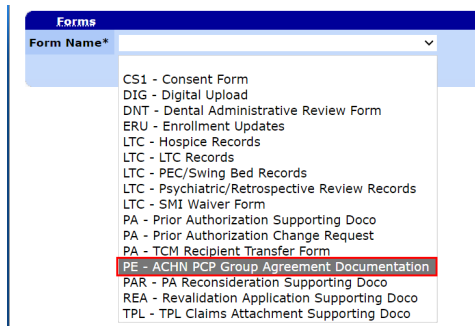 Forms
Form Name*
CS1 - Consent Form
DIG - Digital Upload
DNT - Dental Administrative Review Form
ERU - Enrollment Updates
LTC - Hospice Records
LTC - LTC Records
LTC - PEC/Swing Bed Records
LTC - Psychiatric/Retrospective Review Records
LTC - SMI Waiver Form
PA - Prior Authorization Supporting Doco
PA - Prior Authorization Change Request
PA - TCM Recipient Transfer Form
PE - ACHN PCP Group Agreement Documentation
PAR - PA Reconsideration Supporting Doco
REA - Revalidation Application Supporting Doco
TPL - TPL Claims Attachment Supporting Doco